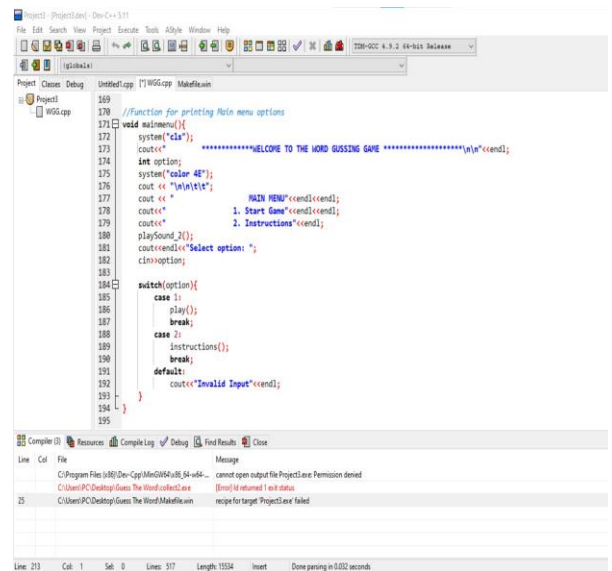 Project3 - [Project3.dev] - Dev-C++ 5.11
File Edit Search View Project Execute Tools AStyle Window Help
TDM-GCC 4.9.2 64-bit Release
(globals)
Project Classes Debug Untitled1.cpp [*] WGG.cpp Makefile.win
Project3
WGG.cpp
169
170 //Function for printing Main menu options
171 void mainmenu(){
172 system("cls");
173 cout<<" *************WELCOME TO THE WORD GUSSING GAME *********************\n\n"<<endl;
174 int option;
175 system("color 4E");
176 cout << "\n\n\t\t";
177 cout << " MAIN MENU"<<endl<<endl;
178 cout<<" 1. Start Game"<<endl<<endl;
179 cout<<" 2. Instructions"<<endl;
180 playSound_2();
181 cout<<endl<<"Select option: ";
182 cin>>option;
183
184 switch(option){
185 case 1:
186 play();
187 break;
188 case 2:
189 instructions();
190 break;
191 default:
192 cout<<"Invalid Input"<<endl;
193 }
194 }
195
Compiler (3) Resources Compile Log Debug Find Results Close
Line Col File Message
C:\Program Files (x86)\Dev-Cpp\MinGW64\x86_64-w64-... cannot open output file Project3.exe: Permission denied
C:\Users\PC\Desktop\Guess The Word\collect2.exe [Error] ld returned 1 exit status
25 C:\Users\PC\Desktop\Guess The Word\Makefile.win recipe for target 'Project3.exe' failed
Line: 213 Col: 1 Sel: 0 Lines: 517 Length: 15534 Insert Done parsing in 0.032 seconds